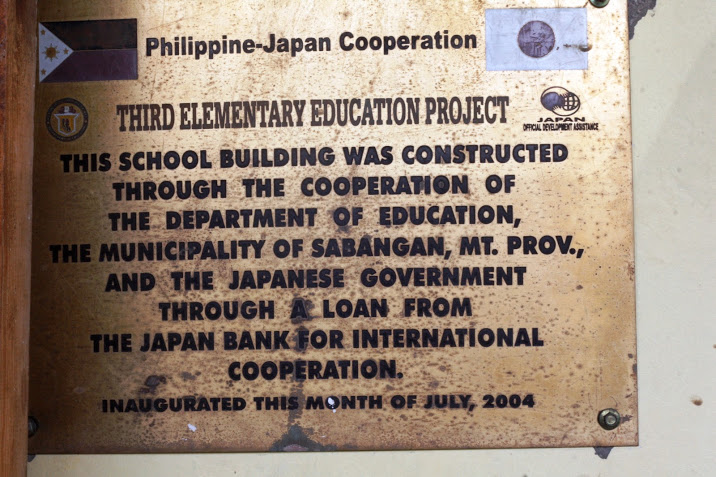 Philippine-Japan Cooperation
THIRD ELEMENTARY EDUCATION PROJECT
JAPAN
OFFICIAL DEVELOPMENT ASSISTANCE
THIS SCHOOL BUILDING WAS CONSTRUCTED
THROUGH THE COOPERATION OF
THE DEPARTMENT OF EDUCATION,
THE MUNICIPALITY OF SABANGAN, MT. PROV.,
AND THE JAPANESE GOVERNMENT
THROUGH A LOAN FROM
THE JAPAN BANK FOR INTERNATIONAL
COOPERATION.
INAUGURATED THIS MONTH OF JULY, 2004